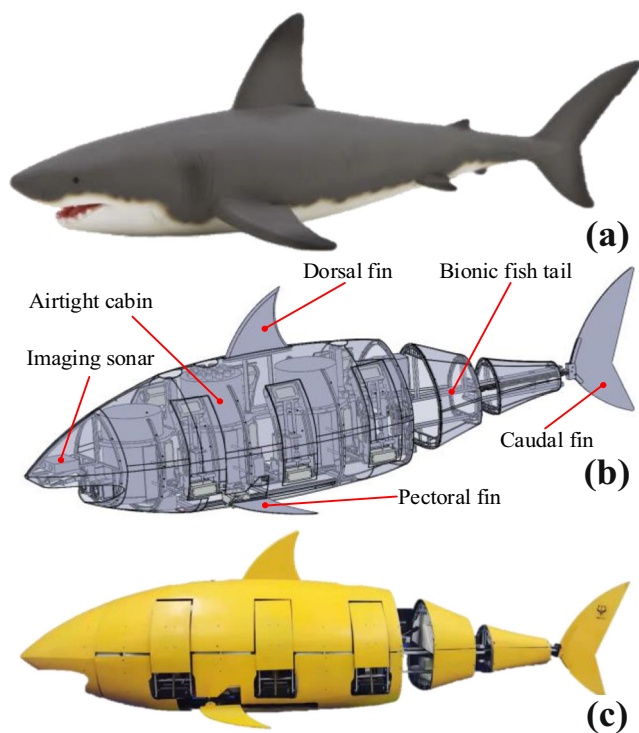 (a)
Dorsal fin
Bionic fish tail
Airtight cabin
Imaging sonar
Caudal fin
(b)
Pectoral fin
(c)